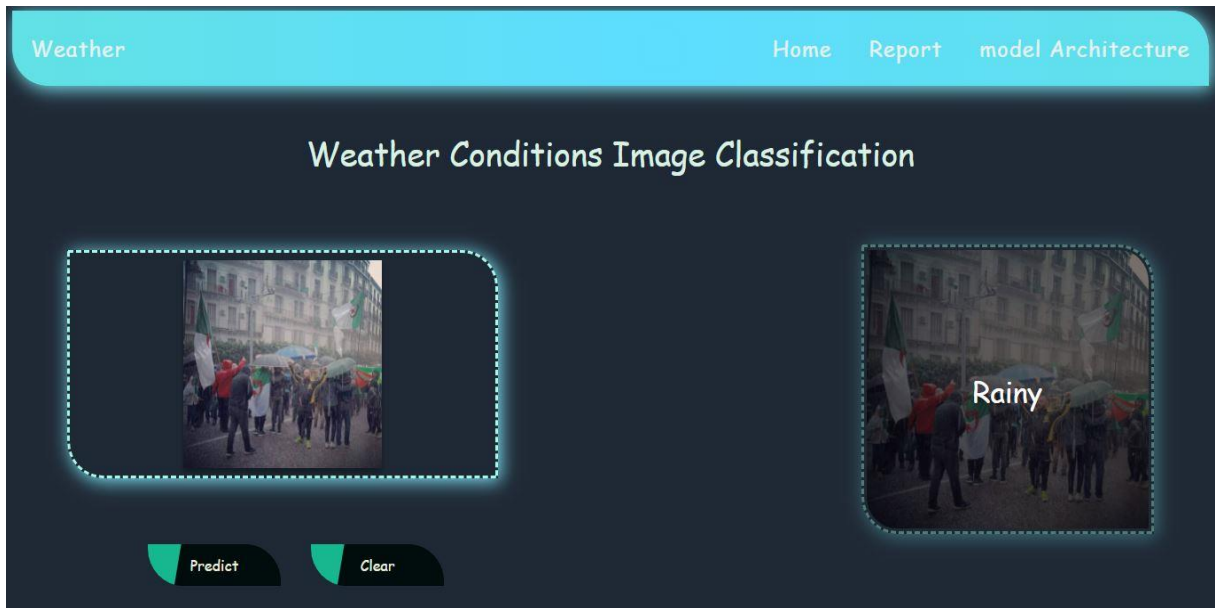 Weather Home Report model Architecture
Weather Conditions Image Classification
Rainy
Predict Clear